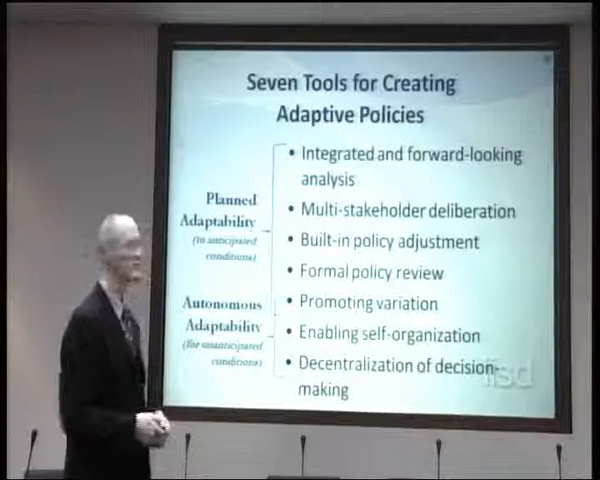 Seven Tools for Creating
Adaptive Policies
Planned
Adaptability
(to anticipated
conditions)
Autonomous
Adaptability
(for unanticipated
conditions)
• Integrated and forward-looking
analysis
• Multi-stakeholder deliberation
• Built-in policy adjustment
• Formal policy review
• Promoting variation
• Enabling self-organization
• Decentralization of decision-
making
iisd